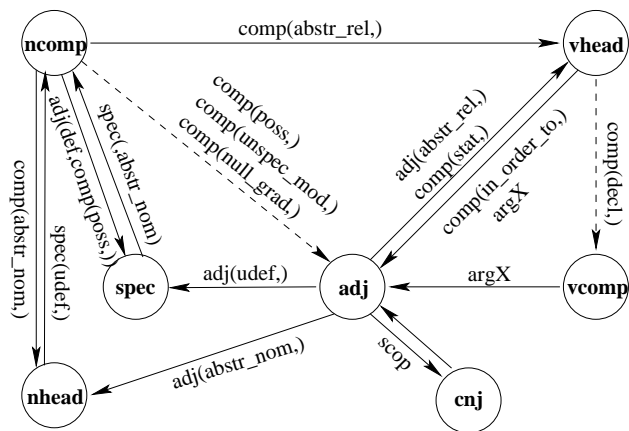 ncomp
comp(abstr_rel,)
vhead
comp(poss,)
comp(unspec_mod,)
comp(null_grad,)
adj(abstr_rel,)
comp(stat,)
comp(in_order_to,)
argX
comp(decl,)
adj(def,comp(poss,))
spec(,abstr_nom)
comp(abstr_nom,)
spec(udef,)
spec
adj(udef,)
adj
argX
vcomp
nhead
adj(abstr_nom,)
scop
cnj